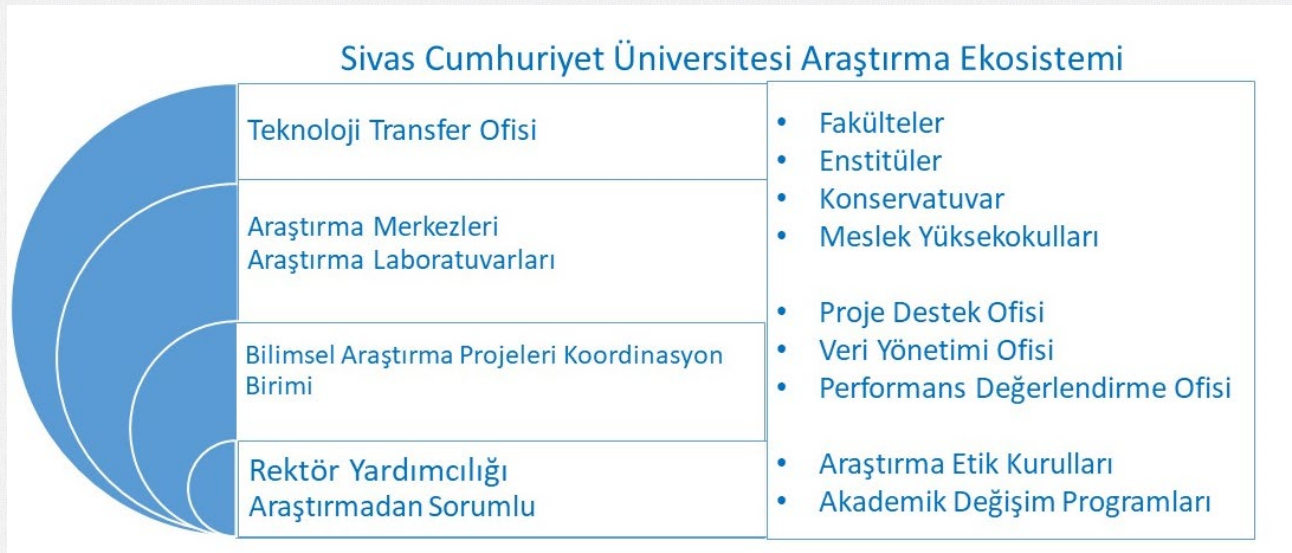 Sivas Cumhuriyet Üniversitesi Araştırma Ekosistemi
Teknoloji Transfer Ofisi
Araştırma Merkezleri
Araştırma Laboratuvarları
Bilimsel Araştırma Projeleri Koordinasyon
Birimi
Rektör Yardımcılığı
Araştırmadan Sorumlu
• Fakülteler
• Enstitüler
• Konservatuvar
• Meslek Yüksekokulları
• Proje Destek Ofisi
• Veri Yönetimi Ofisi
• Performans Değerlendirme Ofisi
• Araştırma Etik Kurulları
• Akademik Değişim Programları